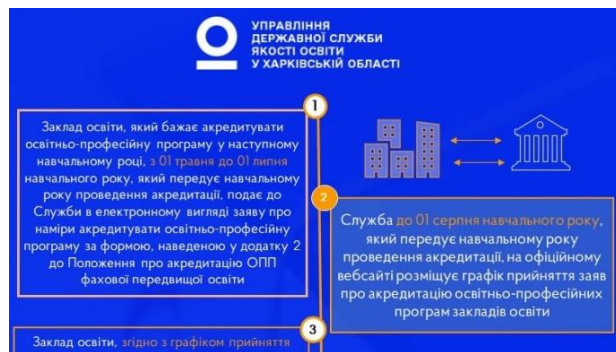 УПРАВЛІННЯ
ДЕРЖАВНОЇ СЛУЖБИ
ЯКОСТІ ОСВІТИ
У ХАРКІВСЬКІЙ ОБЛАСТІ
1
Заклад освіти, який бажає акредитувати
освітньо-професійну програму у наступному
навчальному році, з 01 травня до 01 липня
навчального року, який передує навчальному
року проведення акредитації, подає до
Служби в електронному вигляді заяву про
наміри акредитувати освітньо-професійну
програму за формою, наведеною у додатку 2
до Положення про акредитацію ОПП
фахової передвищої освіти
2
Служба до 01 серпня навчального року,
який передує навчальному року
проведення акредитації, на офіційному
вебсайті розміщує графік прийняття заяв
про акредитацію освітньо-професійних
програм закладів освіти
3
Заклад освіти, згідно з графіком прийняття